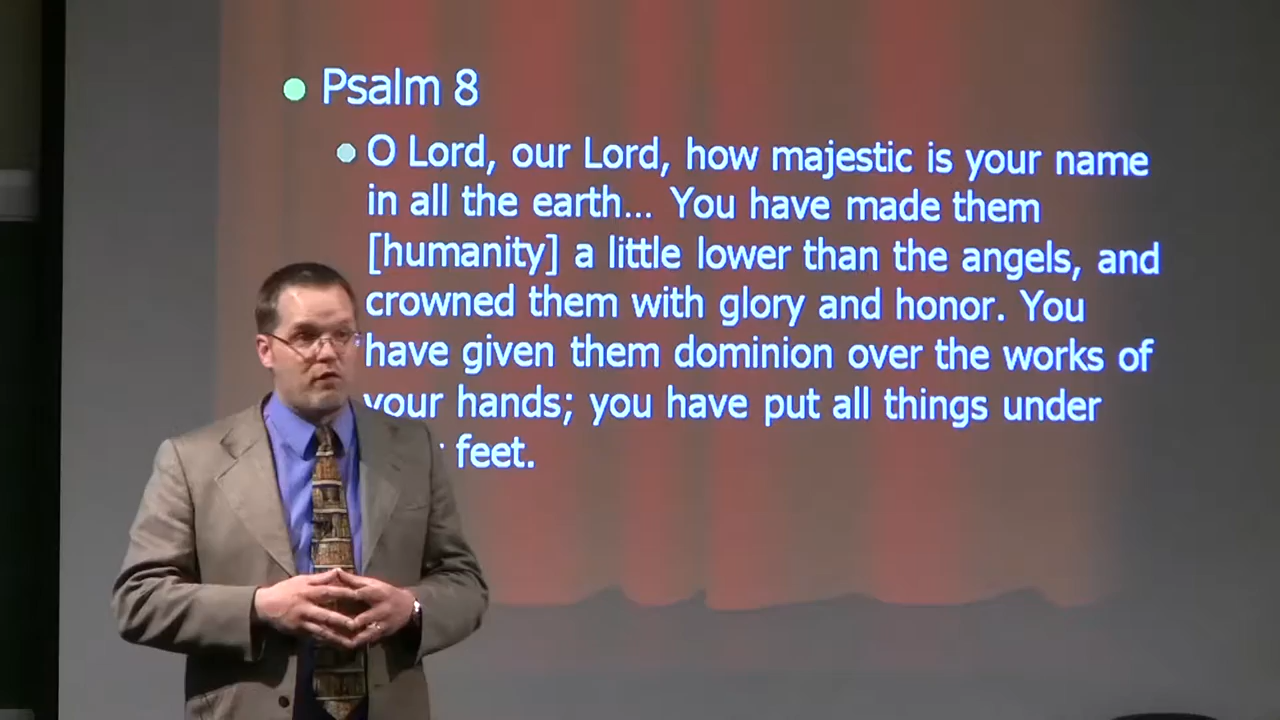 Psalm 8
O Lord, our Lord, how majestic is your name
in all the earth... You have made them
[humanity] a little lower than the angels, and
crowned them with glory and honor. You
have given them dominion over the works of
your hands; you have put all things under
feet.